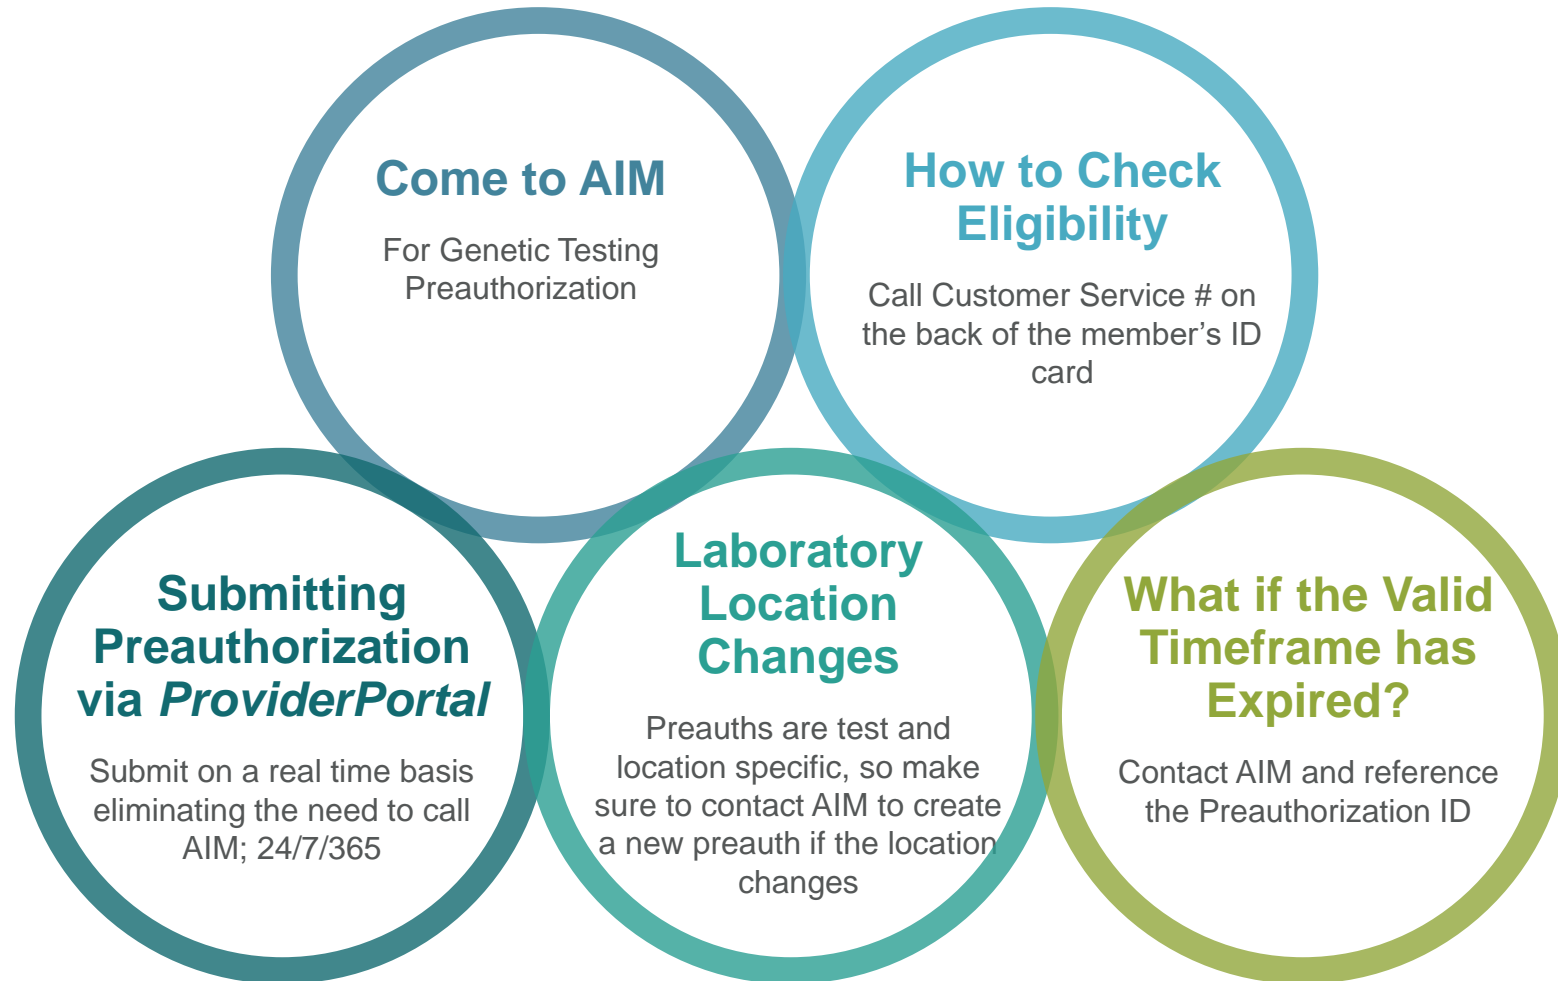 Come to AIM
For Genetic Testing
Preauthorization
How to Check
Eligibility
Call Customer Service # on
the back of the member’s ID
card
Submitting
Preauthorization
via ProviderPortal
Submit on a real time basis
eliminating the need to call
AIM; 24/7/365
Laboratory
Location
Changes
Preauths are test and
location specific, so make
sure to contact AIM to create
a new preauth if the location
changes
What if the Valid
Timeframe has
Expired?
Contact AIM and reference
the Preauthorization ID